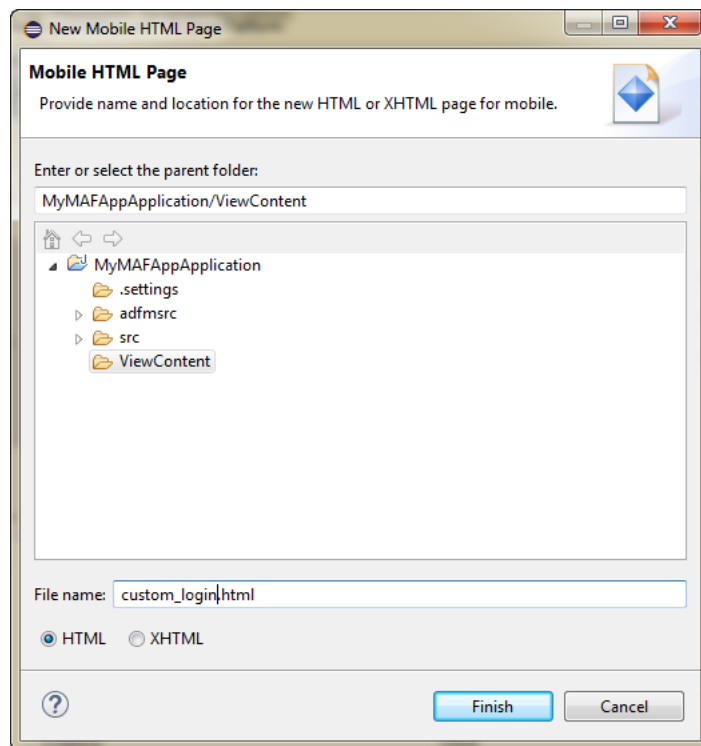 New Mobile HTML Page
Mobile HTML Page
Provide name and location for the new HTML or XHTML page for mobile.
Enter or select the parent folder:
MyMAFAppApplication/ViewContent
MyMAFAppApplication
.settings
adfmsrc
src
ViewContent
File name: custom_login.html
HTML XHTML
? Finish Cancel